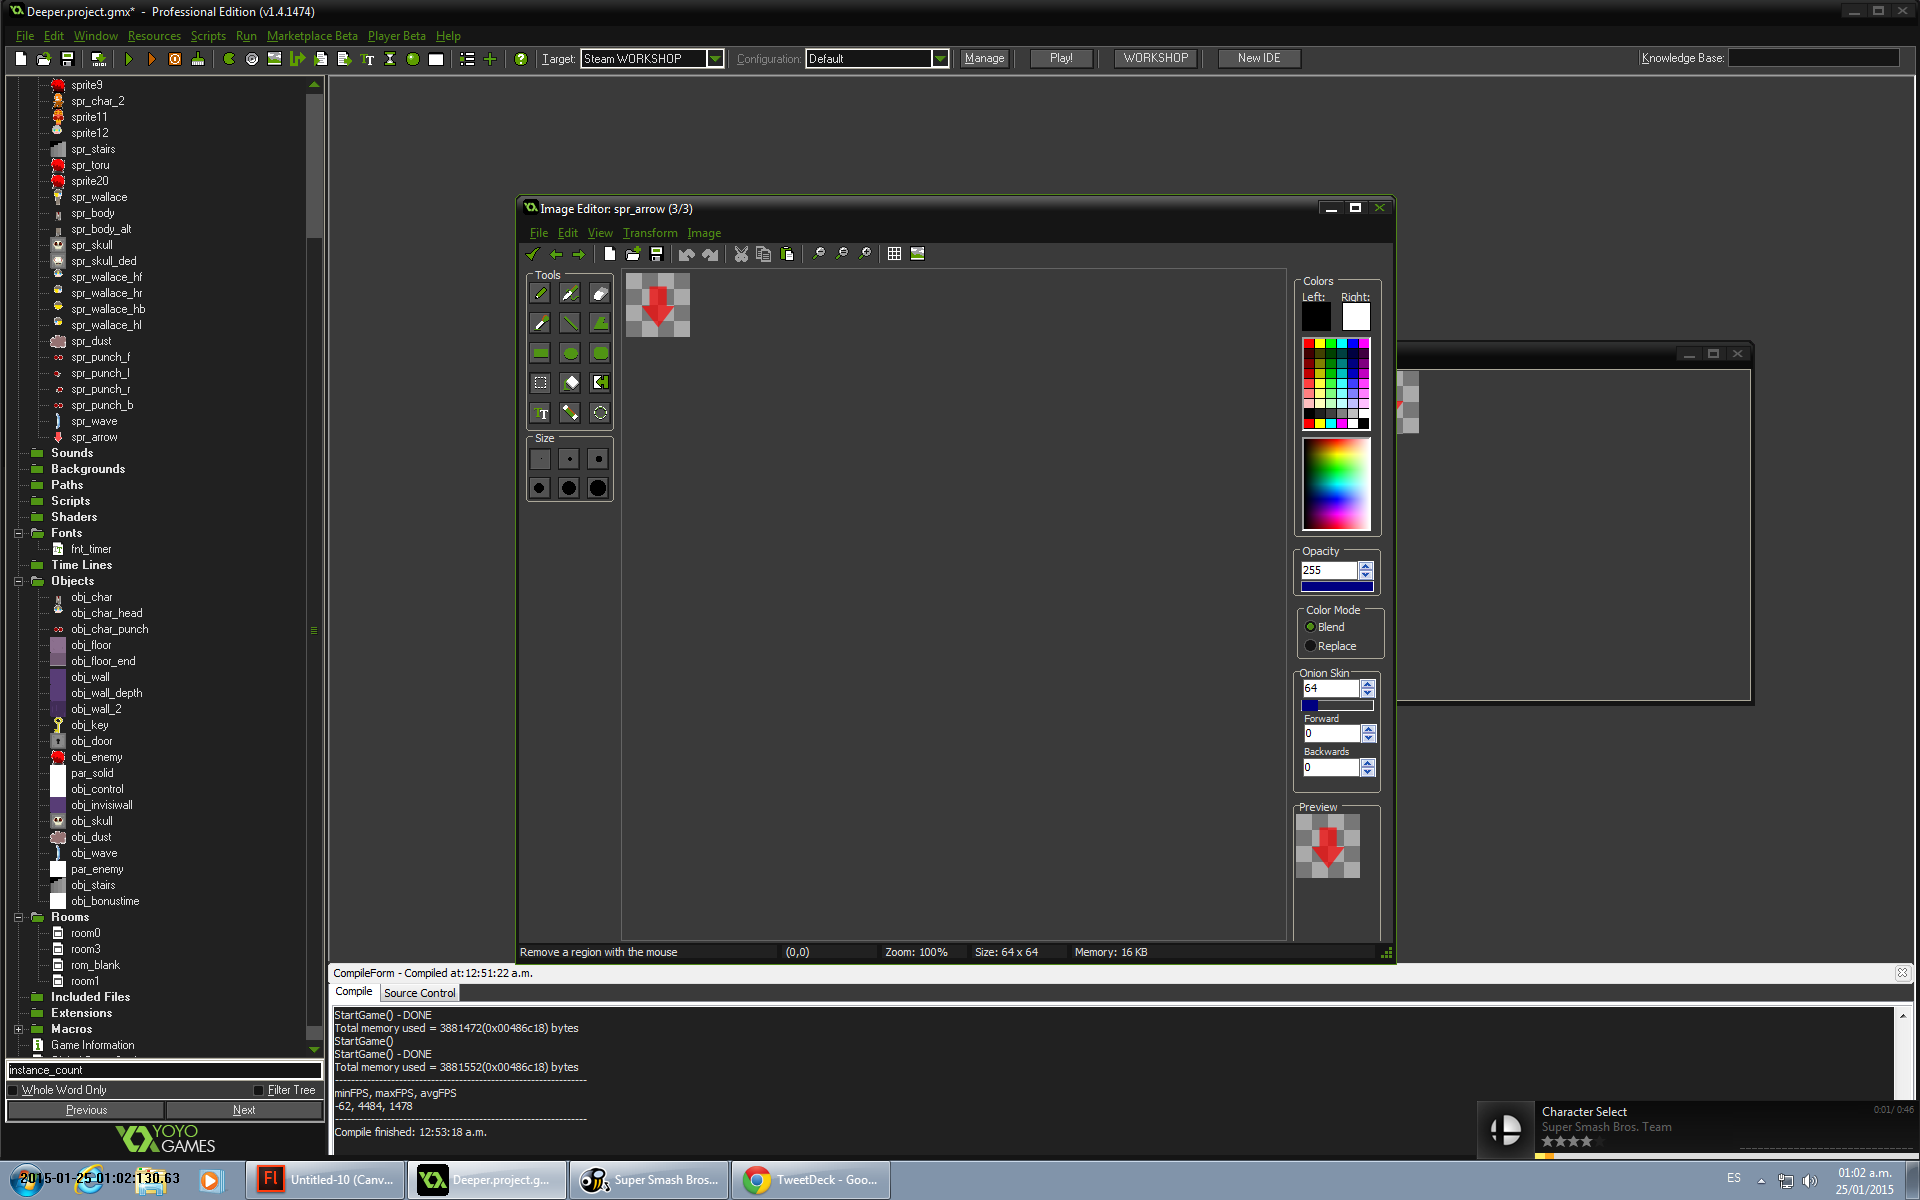 Deeper.project.gmx* - Professional Edition (v1.4.1474)
File Edit Window Resources Scripts Run Marketplace Beta Player Beta Help
Target: Steam WORKSHOP Configuration: Default Manage Play! WORKSHOP New IDE Knowledge Base:
sprite9
spr_char_2
sprite11
sprite12
spr_stairs
spr_toru
sprite20
spr_wallace
spr_body
spr_body_alt
spr_skull
spr_skull_ded
spr_wallace_hf
spr_wallace_hr
spr_wallace_hb
spr_wallace_hl
spr_dust
spr_punch_f
spr_punch_l
spr_punch_r
spr_punch_b
spr_wave
spr_arrow
Sounds
Backgrounds
Paths
Scripts
Shaders
Fonts
fnt_timer
Time Lines
Objects
obj_char
obj_char_head
obj_char_punch
obj_floor
obj_floor_end
obj_wall
obj_wall_depth
obj_wall_2
obj_key
obj_door
obj_enemy
par_solid
obj_control
obj_invisiwall
obj_skull
obj_dust
obj_wave
par_enemy
obj_stairs
obj_bonustime
Rooms
room0
room3
rom_blank
room1
Included Files
Extensions
Macros
Game Information
instance_count
Whole Word Only Filter Tree
Previous Next
YOYO GAMES
Image Editor: spr_arrow (3/3)
File Edit View Transform Image
Tools
Size
Colors
Left: Right:
Opacity
255
Color Mode
Blend
Replace
Onion Skin
64
Forward
0
Backwards
0
Preview
Remove a region with the mouse (0,0) Zoom: 100% Size: 64 x 64 Memory: 16 KB
CompileForm - Compiled at:12:51:22 a.m.
Compile Source Control
StartGame() - DONE
Total memory used = 3881472(0x00486c18) bytes
StartGame()
StartGame() - DONE
Total memory used = 3881552(0x00486c18) bytes
minFPS, maxFPS, avgFPS
-62, 4484, 1478
Compile finished: 12:53:18 a.m.
Character Select 0:01/ 0:46
Super Smash Bros. Team
2015-01-25 01:02:130.63
Untitled-10 (Canv... Deeper.project.g... Super Smash Bros... TweetDeck - Goo...
ES
01:02 a.m.
25/01/2015